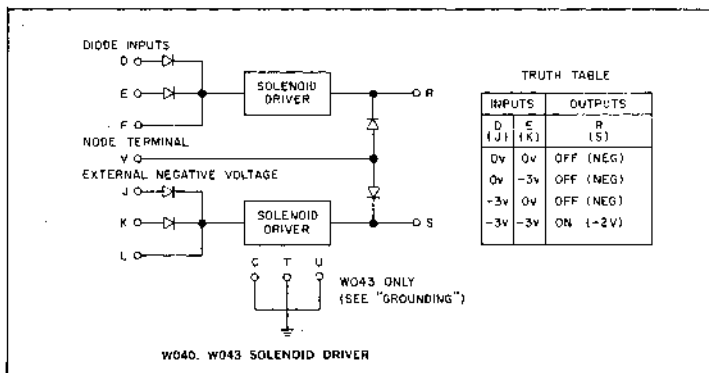 DIODE INPUTS
D
E
F
SOLENOID
DRIVER
R
NODE TERMINAL
V
EXTERNAL NEGATIVE VOLTAGE
J
K
L
SOLENOID
DRIVER
S
C T U
W043 ONLY
(SEE "GROUNDING")
W040, W043 SOLENOID DRIVER
TRUTH TABLE
INPUTS OUTPUTS
D E R
(J) (K) (S)
0v 0v OFF (NEG)
0v -3v OFF (NEG)
-3v 0v OFF (NEG)
-3v -3v ON (-2V)